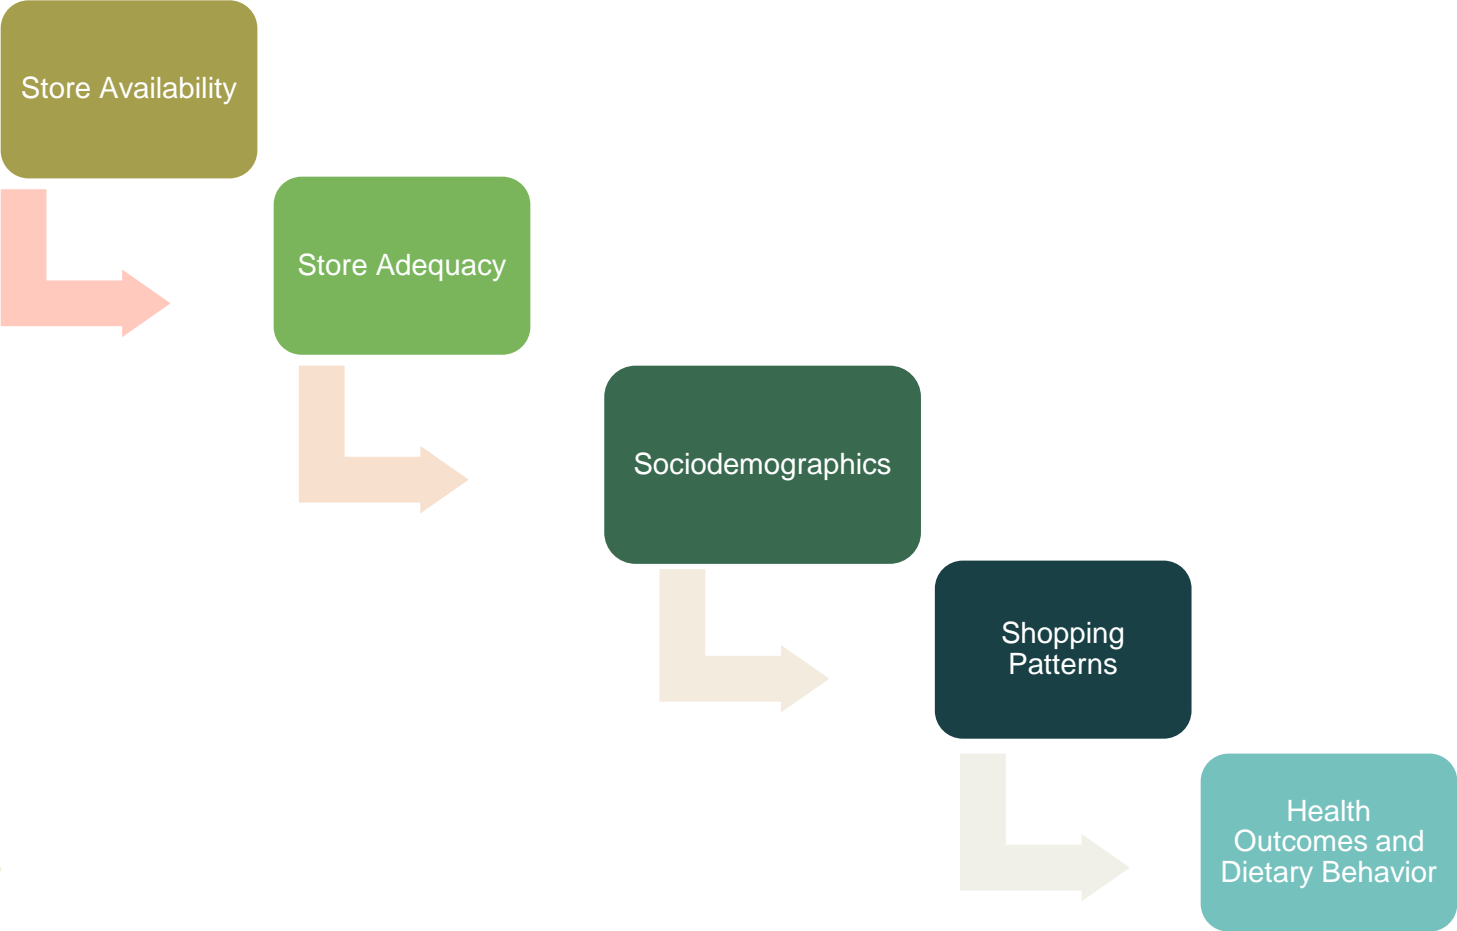 Store Availability
Store Adequacy
Sociodemographics
Shopping
Patterns
Health
Outcomes and
Dietary Behavior